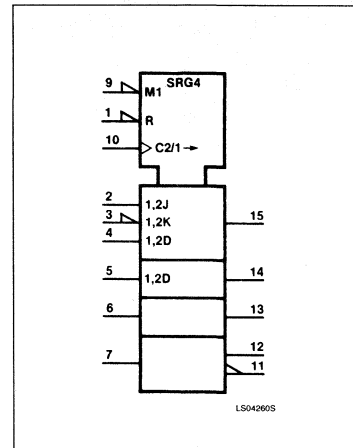 SRG4
9 M1
1 R
10 C2/1→
2 1,2J
3 1,2K 15
4 1,2D
5 1,2D 14
6 13
7 12
11
LS04260S